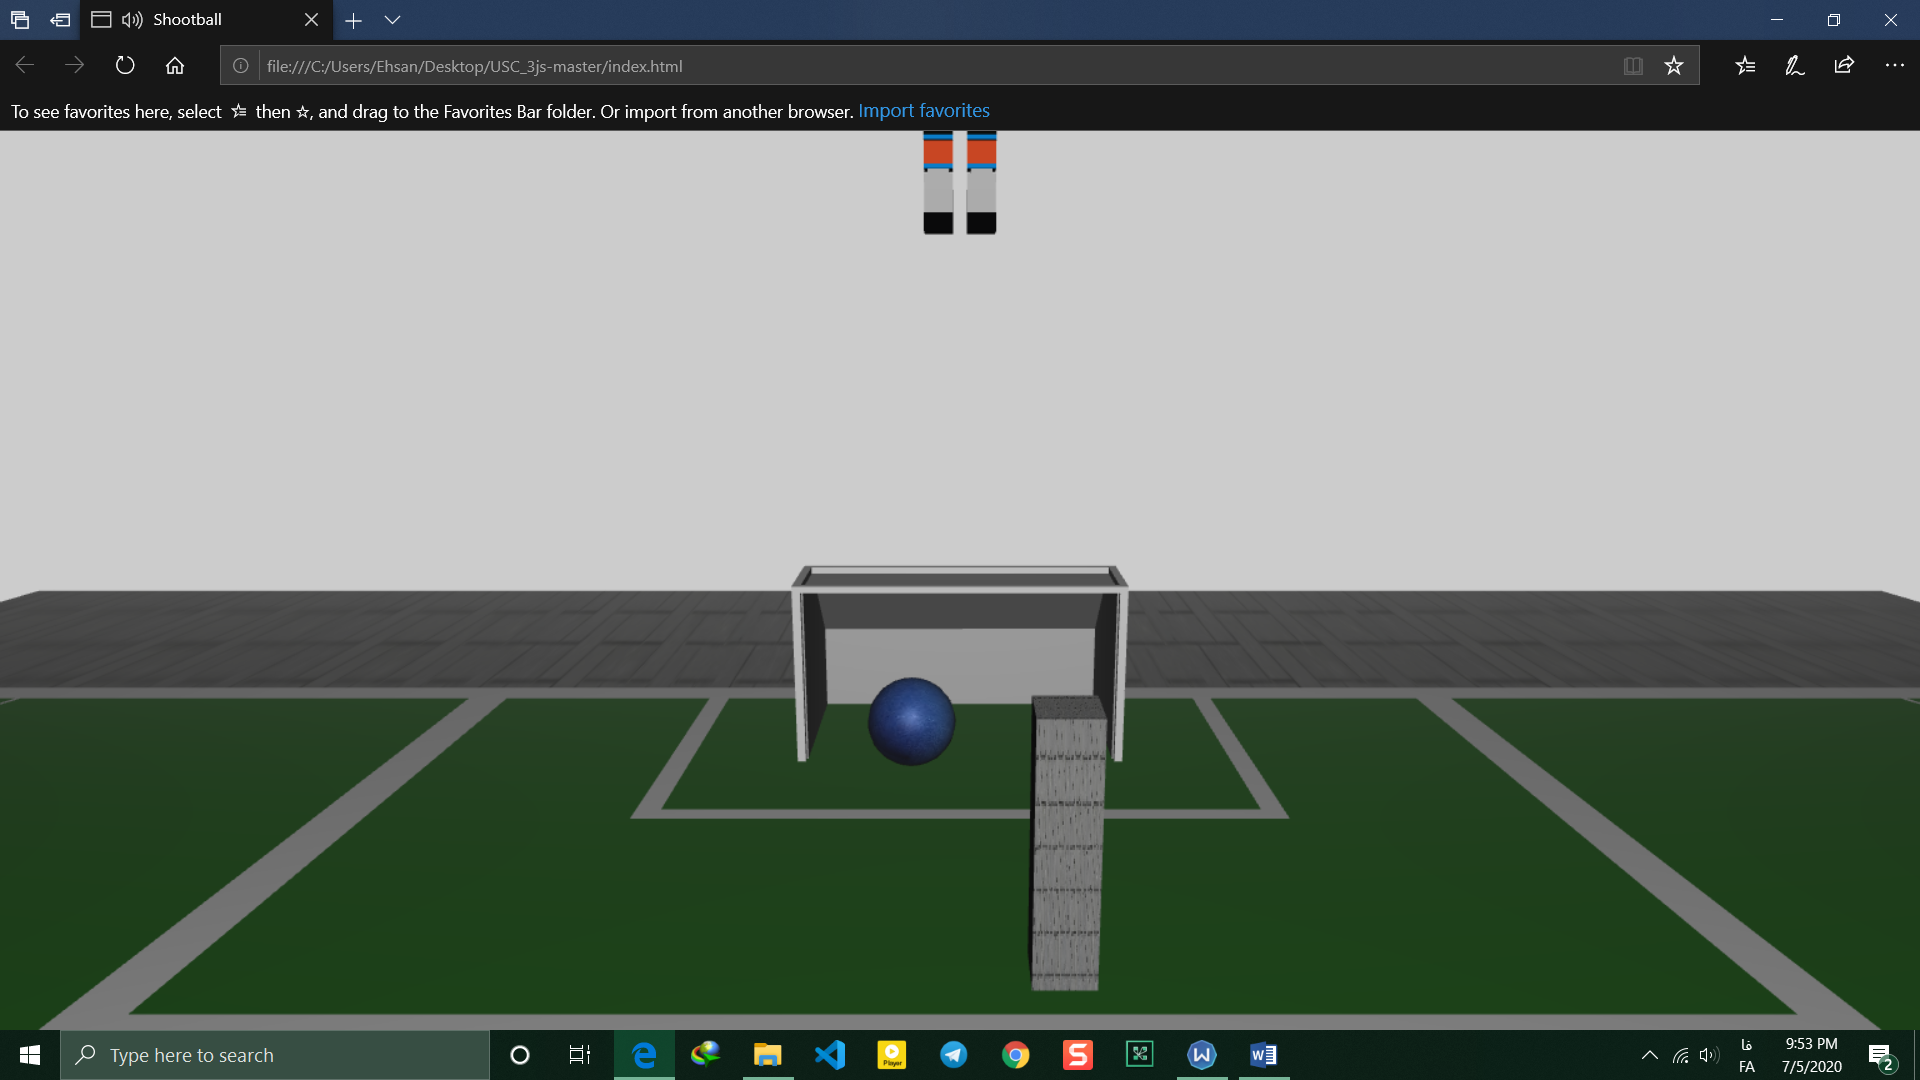 Shootball
file:///C:/Users/Ehsan/Desktop/USC_3js-master/index.html
To see favorites here, select then , and drag to the Favorites Bar folder. Or import from another browser. Import favorites
Type here to search
Player
فا
FA
9:53 PM
7/5/2020
2